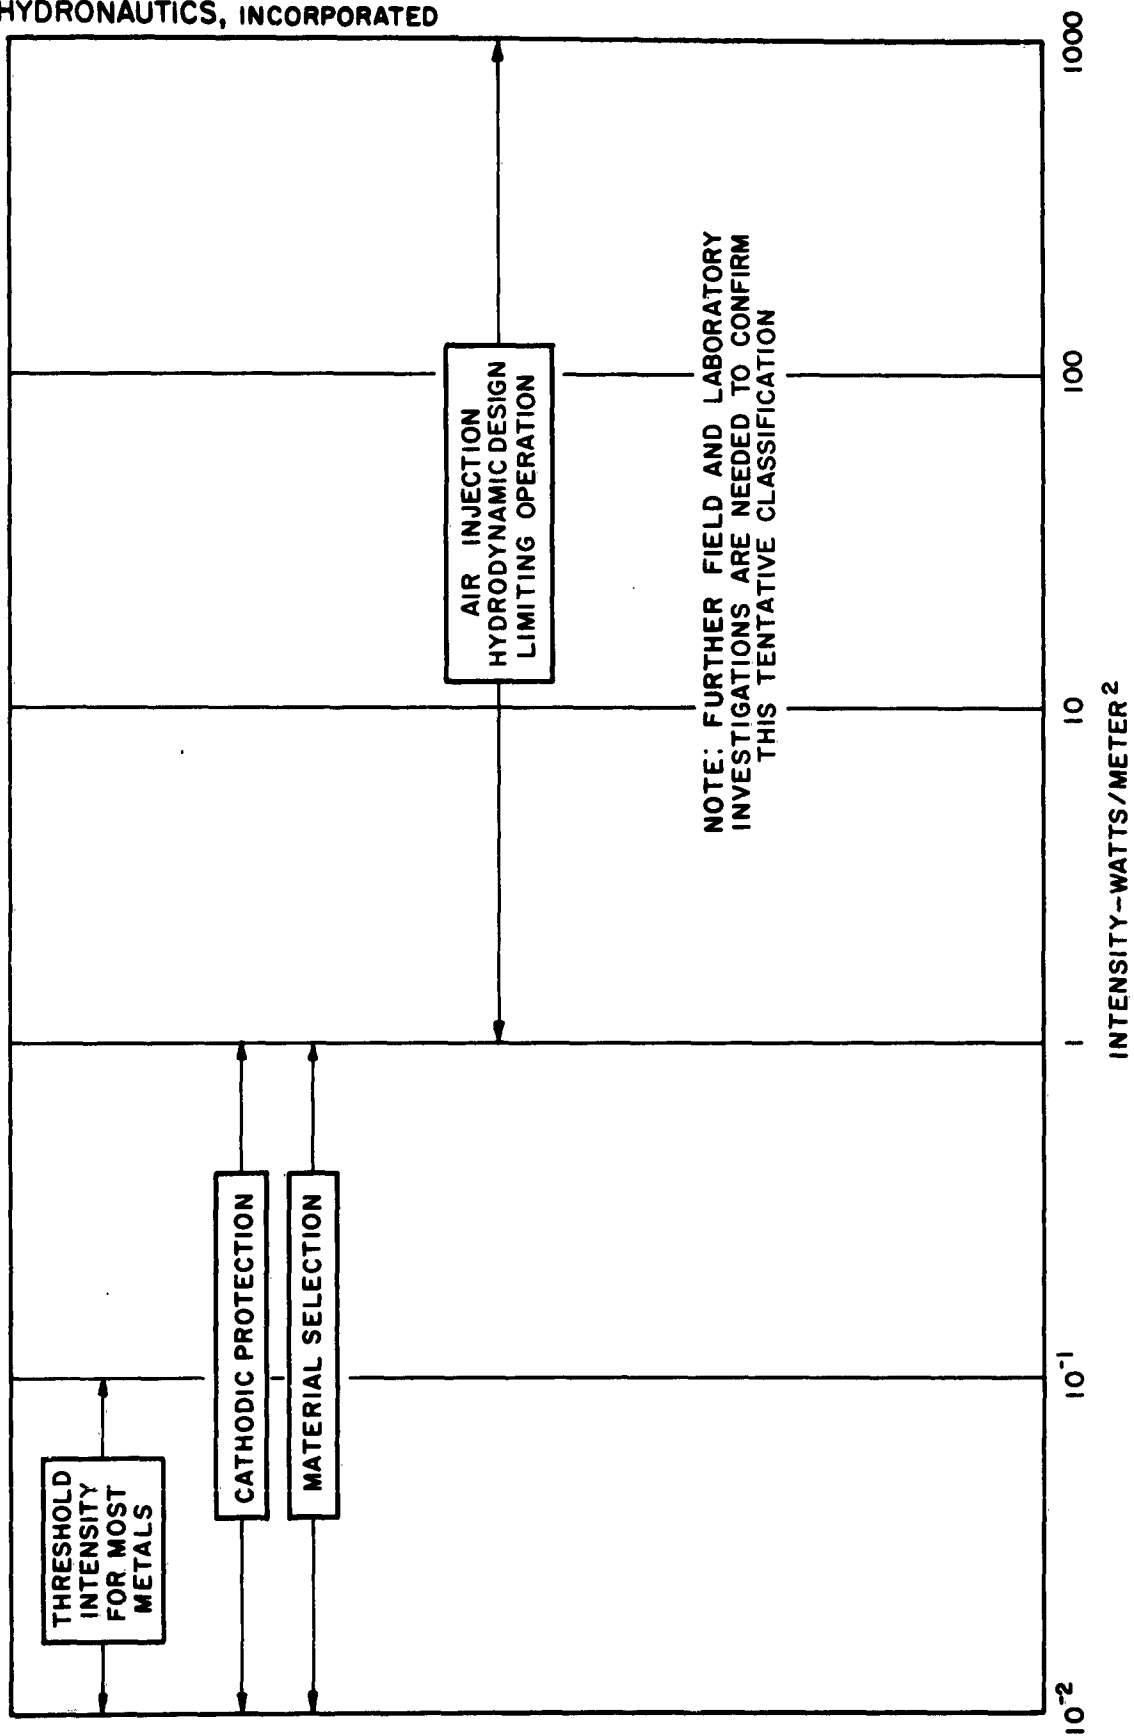 HYDRONAUTICS, INCORPORATED
THRESHOLD
INTENSITY
FOR MOST
METALS
CATHODIC PROTECTION
MATERIAL SELECTION
AIR INJECTION
HYDRODYNAMIC DESIGN
LIMITING OPERATION
NOTE: FURTHER FIELD AND LABORATORY
INVESTIGATIONS ARE NEEDED TO CONFIRM
THIS TENTATIVE CLASSIFICATION
10⁻² 10⁻¹ 1 10 100 1000
INTENSITY-WATTS/METER²